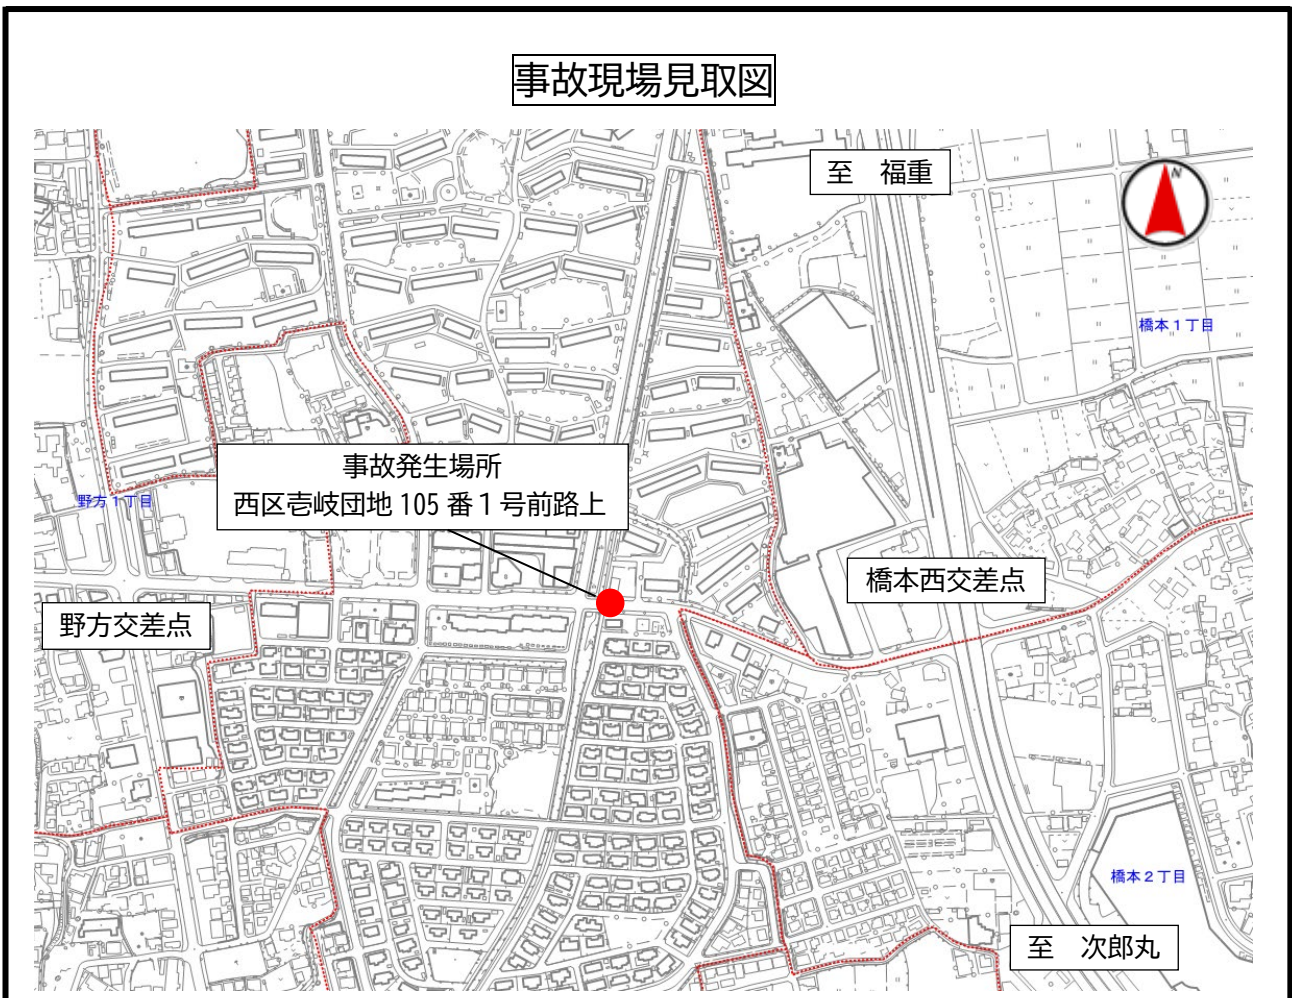 事故現場見取図
至　福重
N
橋本１丁目
事故発生場所
西区壱岐団地 105 番１号前路上
野方１丁目
橋本西交差点
野方交差点
橋本２丁目
至　次郎丸